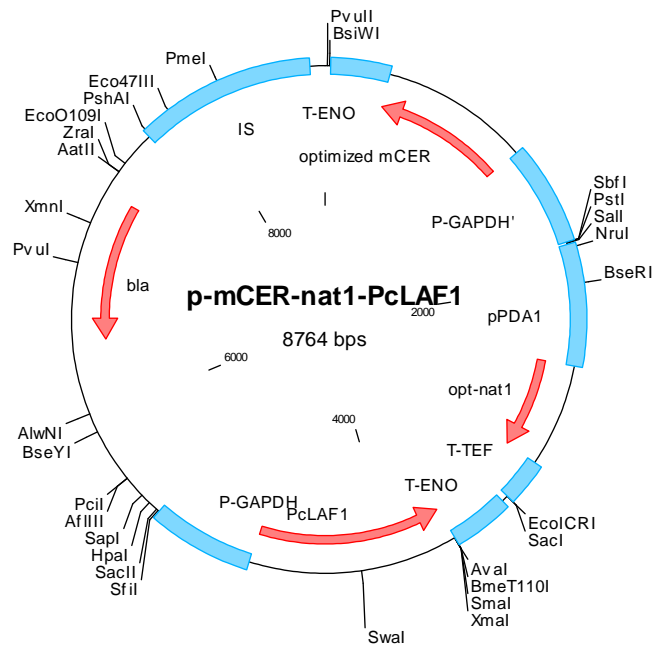 PvuII
BsiWI
PmeI
Eco47III
PshAI
EcoO109I
ZraI
AatII
IS
T-ENO
optimized mCER
XmnI
PvuI
bla
8000
P-GAPDH'
SbfI
PstI
SalI
NruI
BseRI
p-mCER-nat1-PcLAF1
2000
8764 bps
pPDA1
6000
opt-nat1
4000
AlwNI
BseYI
T-TEF
T-ENO
P-GAPDH
PcLAF1
PciI
AflIII
SapI
HpaI
SacII
SfiI
EcoICRI
SacI
AvaI
BmeT110I
SmaI
XmaI
SwaI